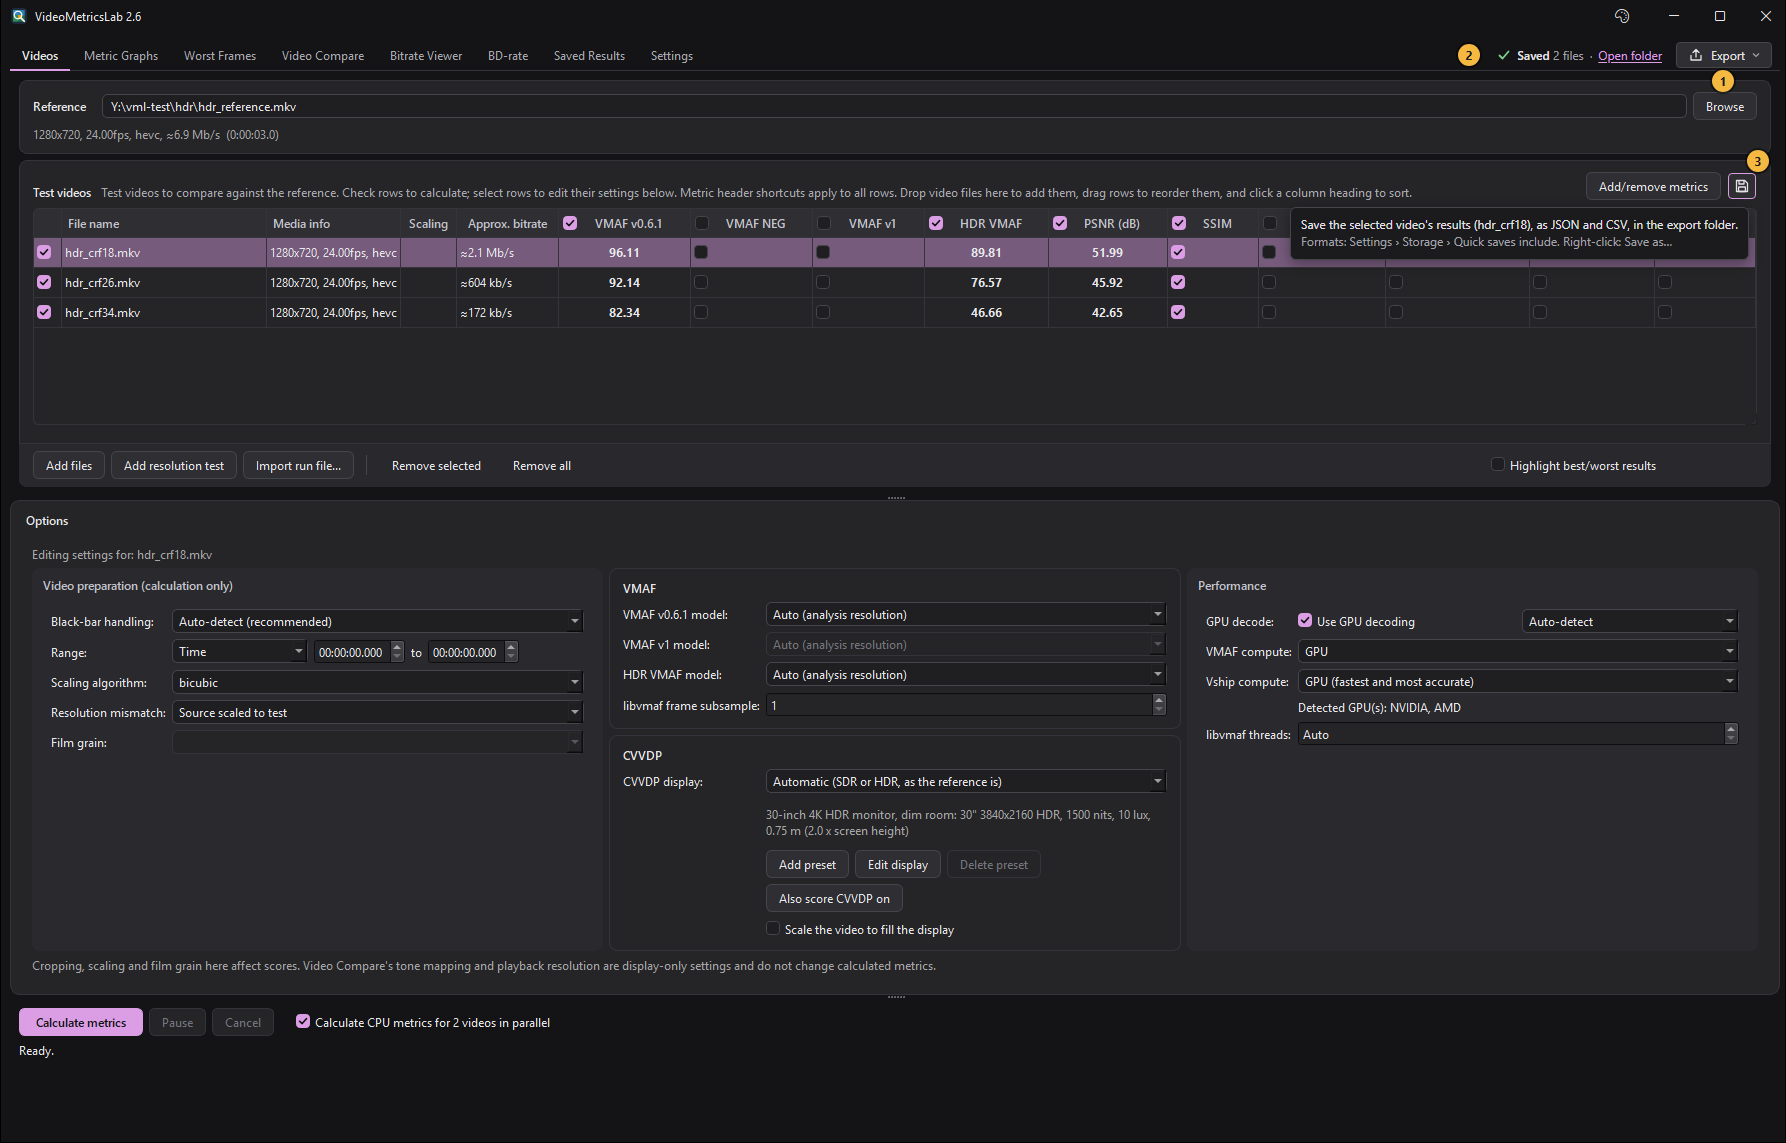 VideoMetricsLab 2.6
Videos Metric Graphs Worst Frames Video Compare Bitrate Viewer BD-rate Saved Results Settings
2 Saved 2 files · Open folder Export
1
Reference Y:\vml-test\hdr\hdr_reference.mkv Browse
1280x720, 24.00fps, hevc, ≈6.9 Mb/s (0:00:03.0)
3
Test videos Test videos to compare against the reference. Check rows to calculate; select rows to edit their settings below. Metric header shortcuts apply to all rows. Drop video files here to add them, drag rows to reorder them, and click a column heading to sort. Add/remove metrics
File name Media info Scaling Approx. bitrate VMAF v0.6.1 VMAF NEG VMAF v1 HDR VMAF PSNR (dB) SSIM
Save the selected video's results (hdr_crf18), as JSON and CSV, in the export folder.
Formats: Settings › Storage › Quick saves include. Right-click: Save as...
hdr_crf18.mkv 1280x720, 24.00fps, hevc ≈2.1 Mb/s 96.11 89.81 51.99
hdr_crf26.mkv 1280x720, 24.00fps, hevc ≈604 kb/s 92.14 76.57 45.92
hdr_crf34.mkv 1280x720, 24.00fps, hevc ≈172 kb/s 82.34 46.66 42.65
Add files Add resolution test Import run file... Remove selected Remove all Highlight best/worst results
Options
Editing settings for: hdr_crf18.mkv
Video preparation (calculation only)
Black-bar handling: Auto-detect (recommended)
Range: Time 00:00:00.000 to 00:00:00.000
Scaling algorithm: bicubic
Resolution mismatch: Source scaled to test
Film grain:
VMAF
VMAF v0.6.1 model: Auto (analysis resolution)
VMAF v1 model: Auto (analysis resolution)
HDR VMAF model: Auto (analysis resolution)
libvmaf frame subsample: 1
CVVDP
CVVDP display: Automatic (SDR or HDR, as the reference is)
30-inch 4K HDR monitor, dim room: 30" 3840x2160 HDR, 1500 nits, 10 lux,
0.75 m (2.0 x screen height)
Add preset Edit display Delete preset
Also score CVVDP on
Scale the video to fill the display
Performance
GPU decode: Use GPU decoding Auto-detect
VMAF compute: GPU
Vship compute: GPU (fastest and most accurate)
Detected GPU(s): NVIDIA, AMD
libvmaf threads: Auto
Cropping, scaling and film grain here affect scores. Video Compare's tone mapping and playback resolution are display-only settings and do not change calculated metrics.
Calculate metrics Pause Cancel Calculate CPU metrics for 2 videos in parallel
Ready.